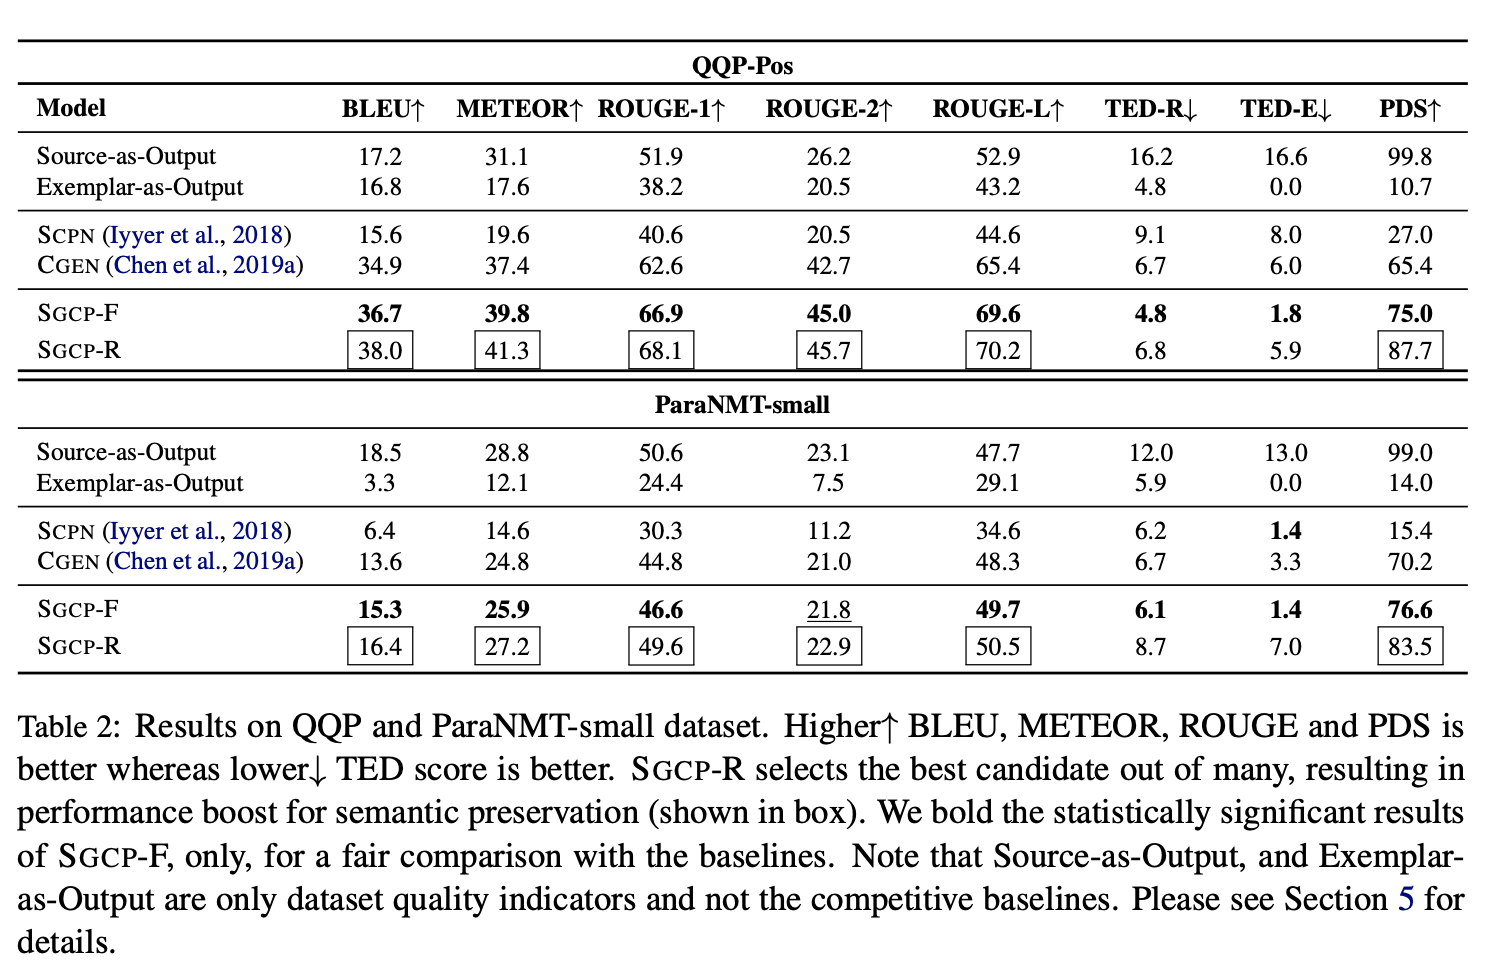 QQP-Pos
Model BLEU↑ METEOR↑ ROUGE-1↑ ROUGE-2↑ ROUGE-L↑ TED-R↓ TED-E↓ PDS↑
Source-as-Output 17.2 31.1 51.9 26.2 52.9 16.2 16.6 99.8
Exemplar-as-Output 16.8 17.6 38.2 20.5 43.2 4.8 0.0 10.7
SCPN (Iyyer et al., 2018) 15.6 19.6 40.6 20.5 44.6 9.1 8.0 27.0
CGEN (Chen et al., 2019a) 34.9 37.4 62.6 42.7 65.4 6.7 6.0 65.4
SGCP-F 36.7 39.8 66.9 45.0 69.6 4.8 1.8 75.0
SGCP-R 38.0 41.3 68.1 45.7 70.2 6.8 5.9 87.7
ParaNMT-small
Source-as-Output 18.5 28.8 50.6 23.1 47.7 12.0 13.0 99.0
Exemplar-as-Output 3.3 12.1 24.4 7.5 29.1 5.9 0.0 14.0
SCPN (Iyyer et al., 2018) 6.4 14.6 30.3 11.2 34.6 6.2 1.4 15.4
CGEN (Chen et al., 2019a) 13.6 24.8 44.8 21.0 48.3 6.7 3.3 70.2
SGCP-F 15.3 25.9 46.6 21.8 49.7 6.1 1.4 76.6
SGCP-R 16.4 27.2 49.6 22.9 50.5 8.7 7.0 83.5
Table 2: Results on QQP and ParaNMT-small dataset. Higher↑ BLEU, METEOR, ROUGE and PDS is
better whereas lower↓ TED score is better. SGCP-R selects the best candidate out of many, resulting in
performance boost for semantic preservation (shown in box). We bold the statistically significant results
of SGCP-F, only, for a fair comparison with the baselines. Note that Source-as-Output, and Exemplar-
as-Output are only dataset quality indicators and not the competitive baselines. Please see Section 5 for
details.